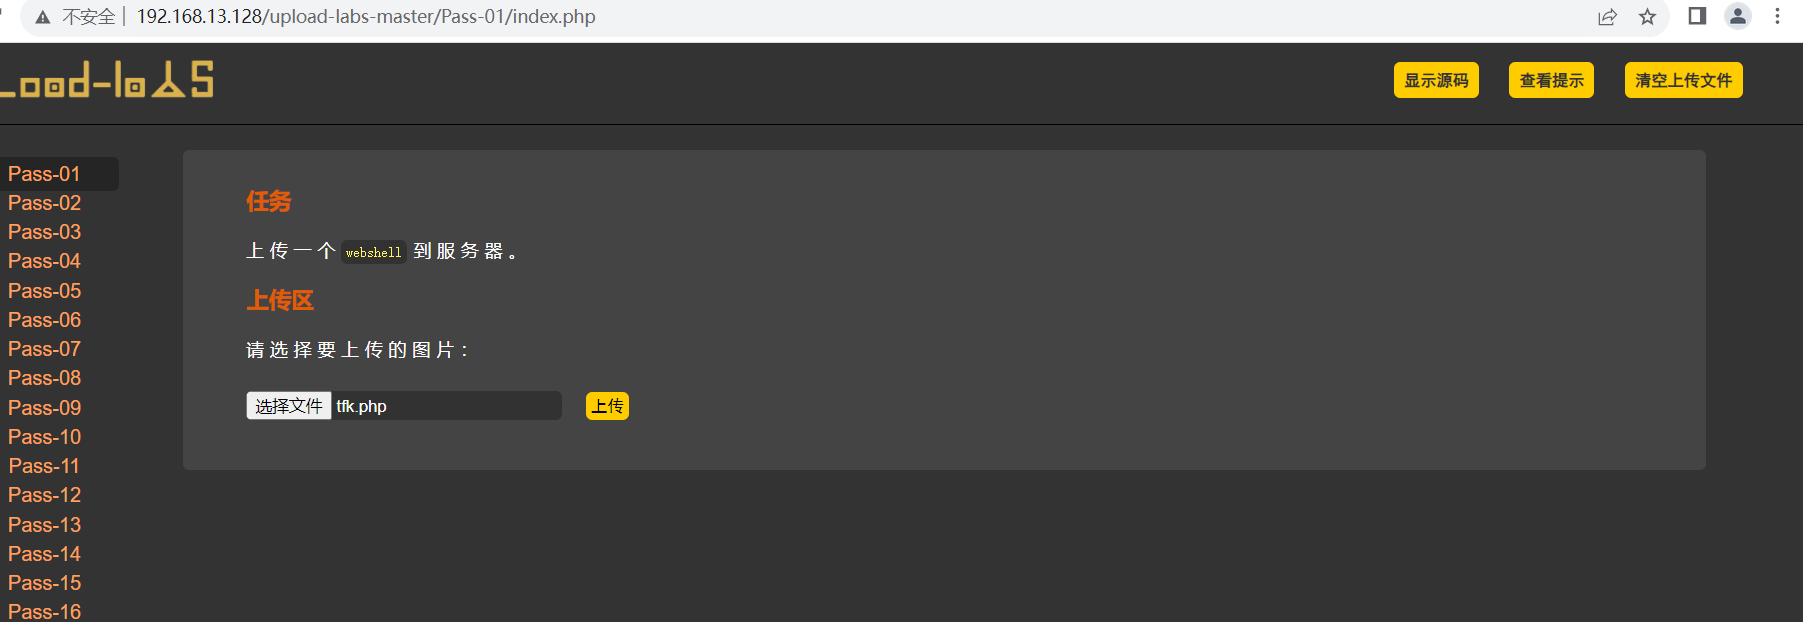 不安全 192.168.13.128/upload-labs-master/Pass-01/index.php
Load-labs
显示源码 查看提示 清空上传文件
Pass-01
Pass-02
Pass-03
Pass-04
Pass-05
Pass-06
Pass-07
Pass-08
Pass-09
Pass-10
Pass-11
Pass-12
Pass-13
Pass-14
Pass-15
Pass-16
任务
上传一个 webshell 到服务器。
上传区
请选择要上传的图片：
选择文件 tfk.php 上传